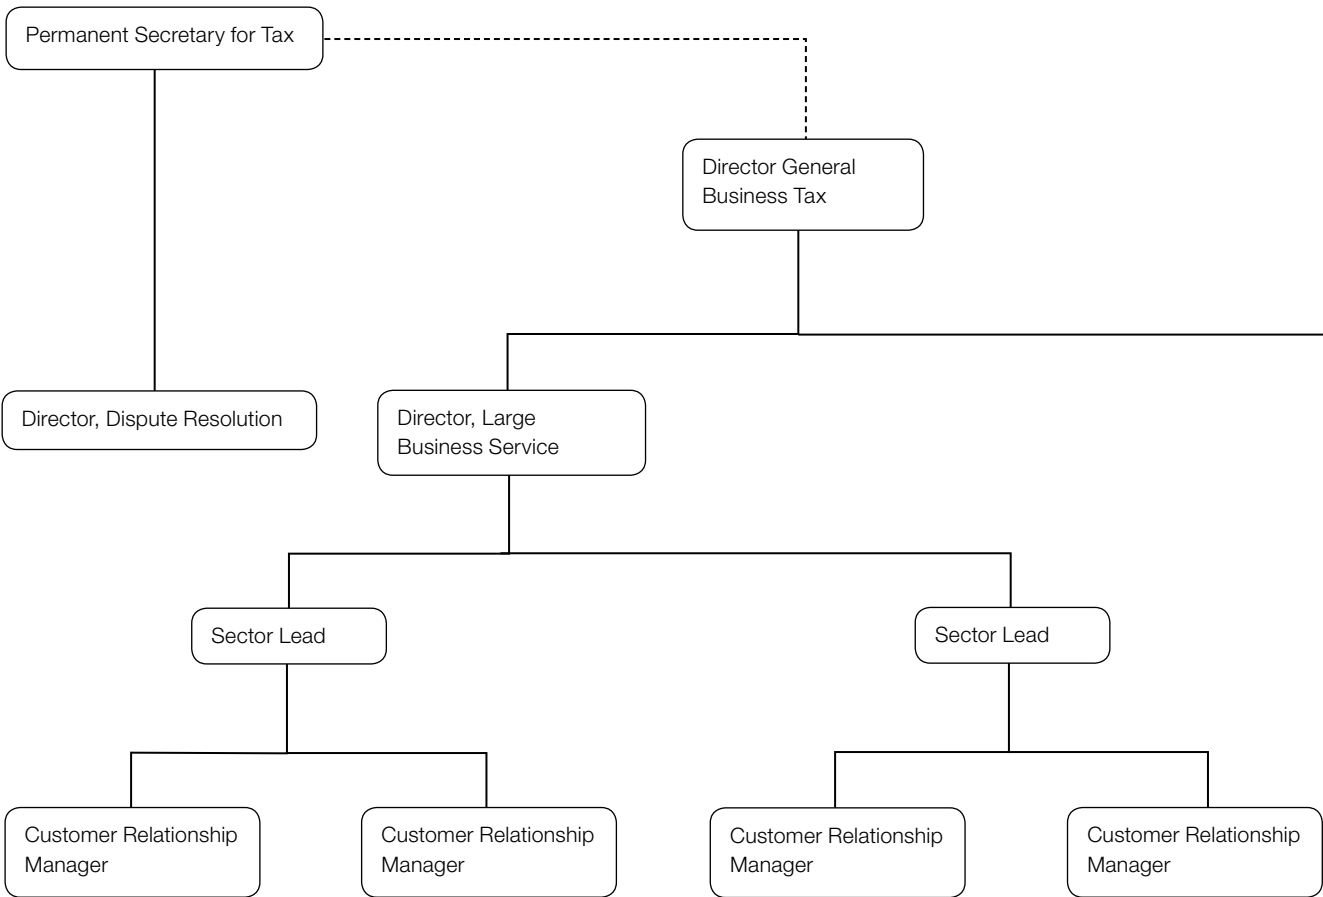 Permanent Secretary for Tax
Director General
Business Tax
Director, Dispute Resolution
Director, Large
Business Service
Sector Lead
Sector Lead
Customer Relationship
Manager
Customer Relationship
Manager
Customer Relationship
Manager
Customer Relationship
Manager